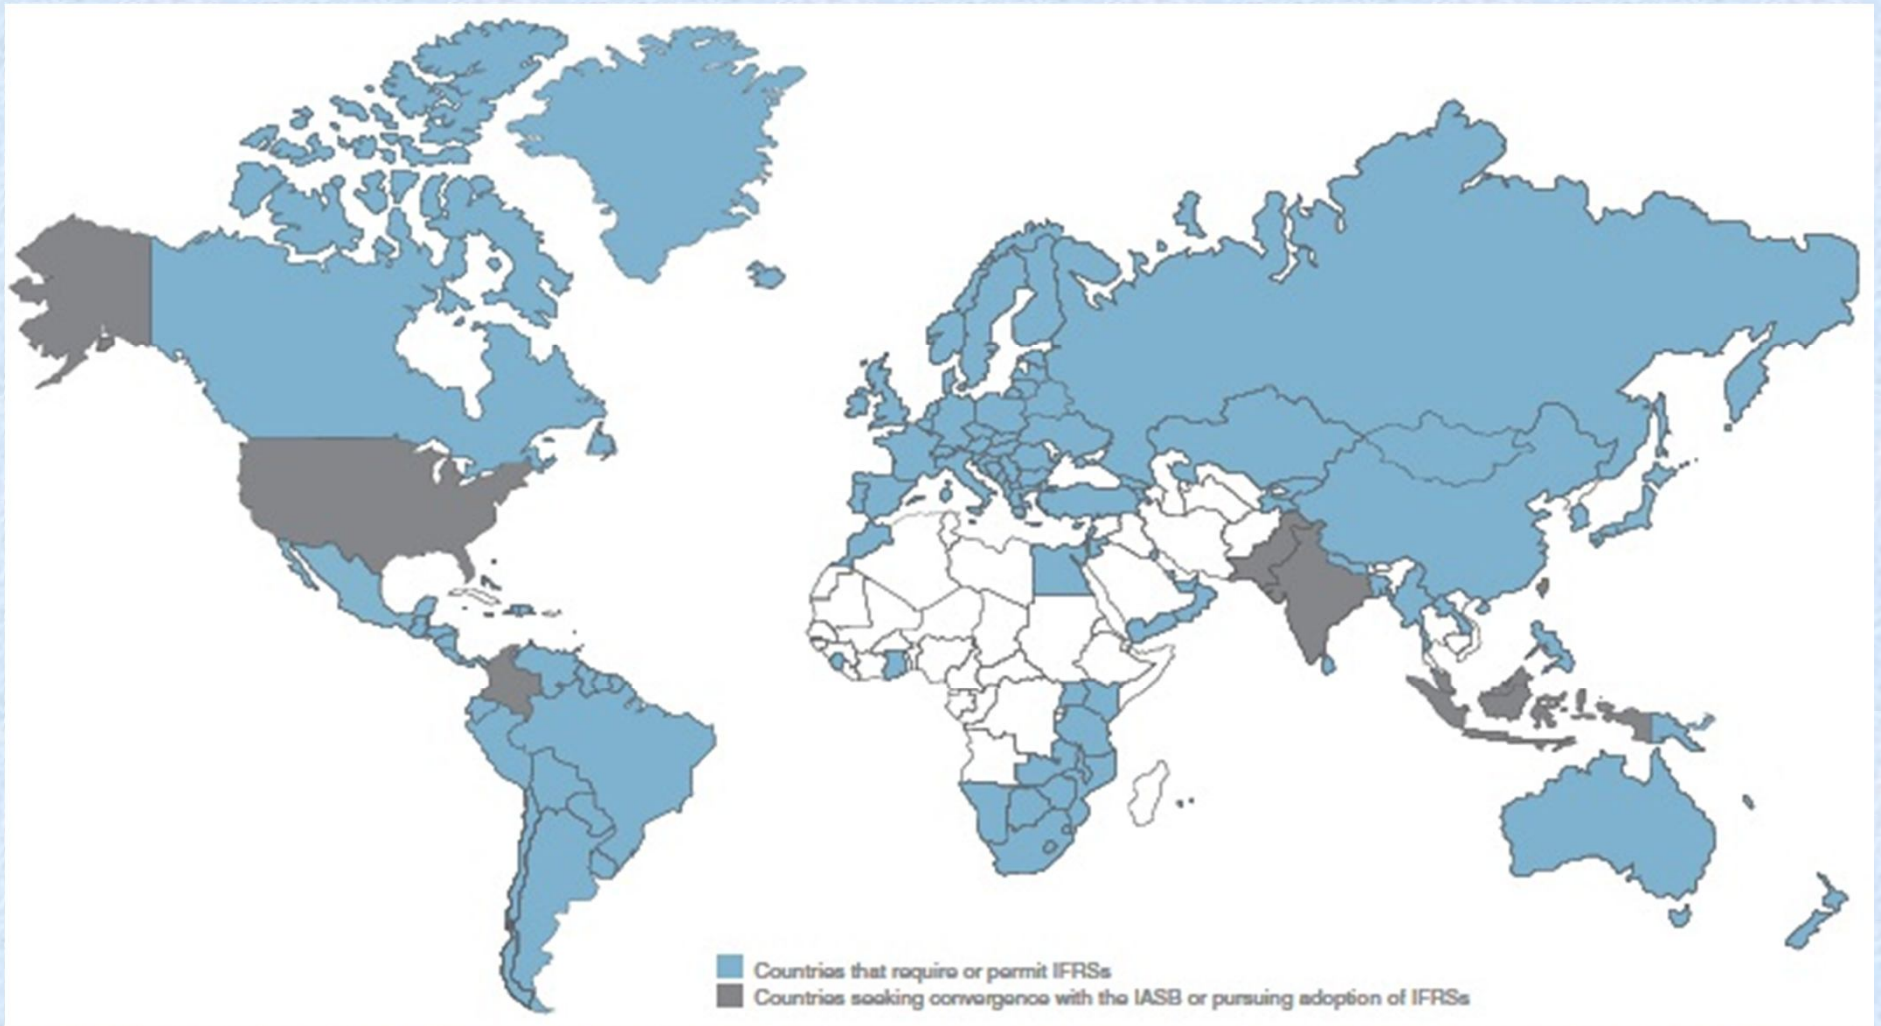 Countries that require or permit IFRSs
Countries seeking convergence with the IASB or pursuing adoption of IFRSs